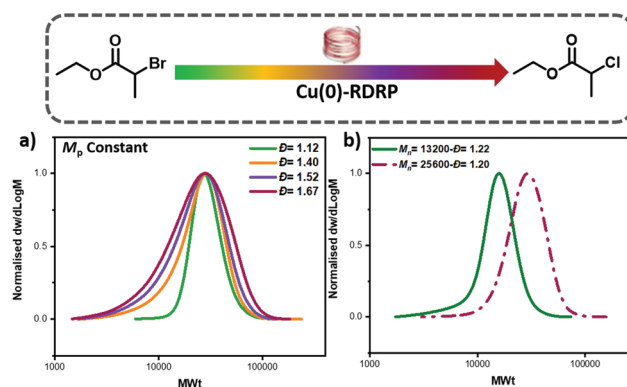 O
Br
O
Cu(0)-RDRP
O
Cl
O
a)
Mp Constant
Đ= 1.12
Đ= 1.40
Đ= 1.52
Đ= 1.67
Normalised dw/dLogM
1.0
0.5
0.0
1000
10000
100000
MWt
b)
Mn= 13200-Đ= 1.22
Mn= 25600-Đ= 1.20
Normalised dw/dLogM
1.0
0.5
0.0
1000
10000
100000
MWt